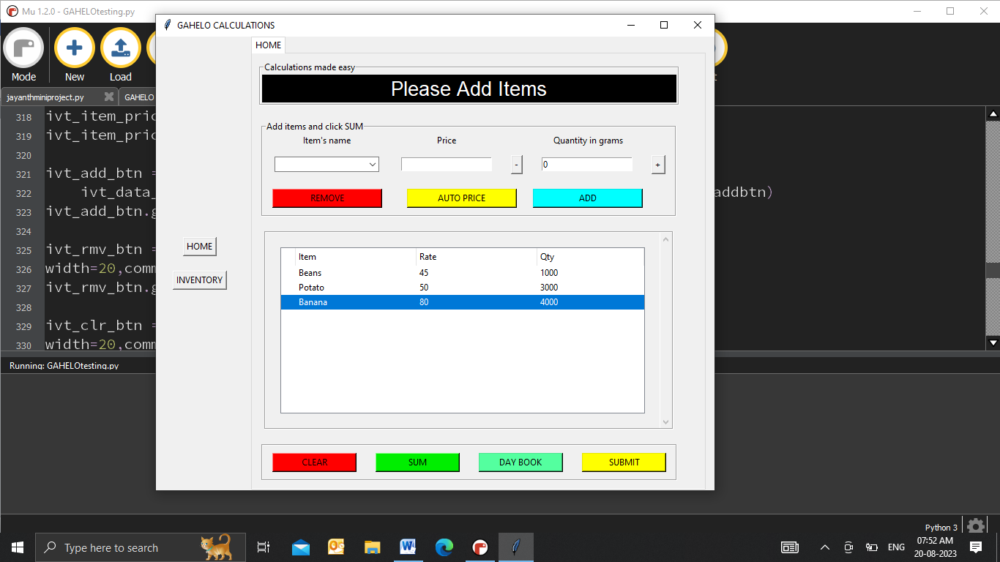 Mu 1.2.0 - GAHELOtesting.py
GAHELO CALCULATIONS
HOME
Mode
New
Load
jayanthminiproject.py
GAHELO
Calculations made easy
Please Add Items
Add items and click SUM
Item's name Price Quantity in grams
- 0 +
REMOVE AUTO PRICE ADD
318 ivt_item_pric
319 ivt_item_pric
320
321 ivt_add_btn =
322 ivt_data_ addbtn)
323 ivt_add_btn.g
324
325 ivt_rmv_btn =
326 width=20,comm
327 ivt_rmv_btn.g
328
329 ivt_clr_btn =
330 width=20,comm
HOME
INVENTORY
Item Rate Qty
Beans 45 1000
Potato 50 3000
Banana 80 4000
CLEAR SUM DAY BOOK SUBMIT
Running: GAHELOtesting.py
Python 3
Type here to search
ENG
07:52 AM
20-08-2023